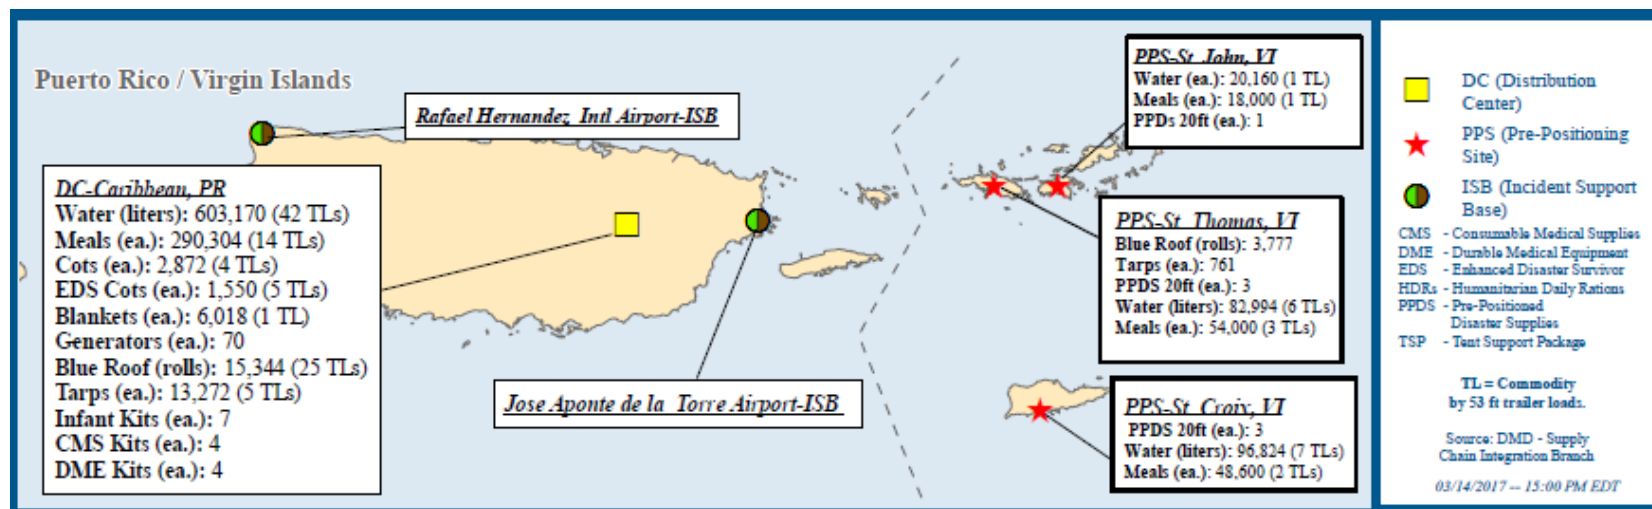 Puerto Rico / Virgin Islands
Rafael Hernandez Intl Airport-ISB
DC-Caribbean, PR
Water (liters): 603,170 (42 TLs)
Meals (ea.): 290,304 (14 TLs)
Cots (ea.): 2,872 (4 TLs)
EDS Cots (ea.): 1,550 (5 TLs)
Blankets (ea.): 6,018 (1 TL)
Generators (ea.): 70
Blue Roof (rolls): 15,344 (25 TLs)
Tarps (ea.): 13,272 (5 TLs)
Infant Kits (ea.): 7
CMS Kits (ea.): 4
DME Kits (ea.): 4
Jose Aponte de la Torre Airport-ISB
PPS-St. John, VI
Water (ea.): 20,160 (1 TL)
Meals (ea.): 18,000 (1 TL)
PPDs 20ft (ea.): 1
PPS-St. Thomas, VI
Blue Roof (rolls): 3,777
Tarps (ea.): 761
PPDS 20ft (ea.): 3
Water (liters): 82,994 (6 TLs)
Meals (ea.): 54,000 (3 TLs)
PPS-St. Croix, VI
PPDS 20ft (ea.): 3
Water (liters): 96,824 (7 TLs)
Meals (ea.): 48,600 (2 TLs)
DC (Distribution
Center)
PPS (Pre-Positioning
Site)
ISB (Incident Support
Base)
CMS - Consumable Medical Supplies
DME - Durable Medical Equipment
EDS - Enhanced Disaster Survivor
HDRs - Humanitarian Daily Rations
PPDS - Pre-Positioned
Disaster Supplies
TSP - Tent Support Package
TL = Commodity
by 53 ft trailer loads.
Source: DMD - Supply
Chain Integration Branch
03/14/2017 -- 15:00 PM EDT